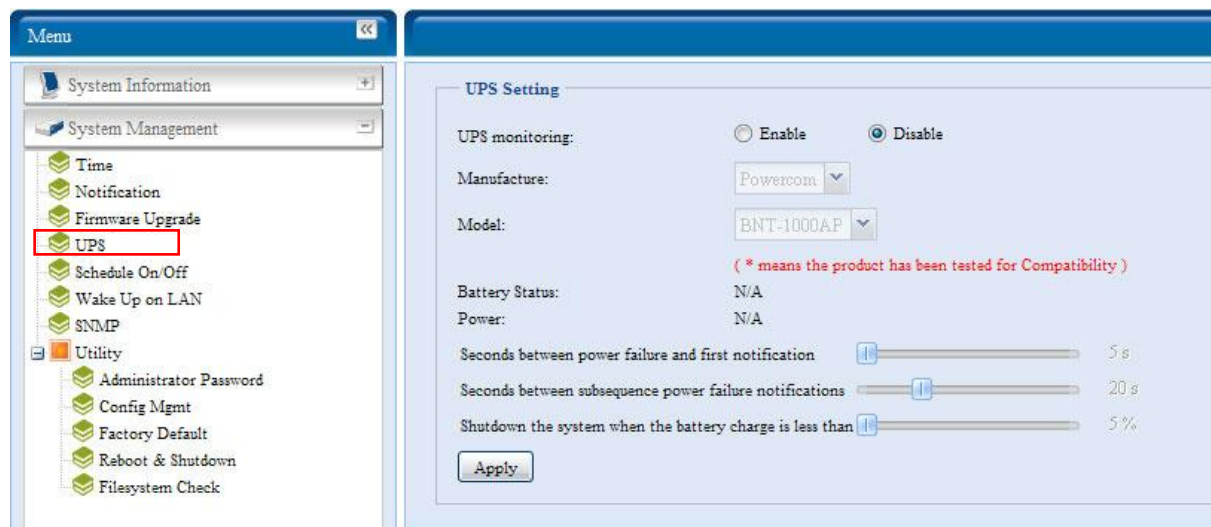 Menu
System Information
System Management
Time
Notification
Firmware Upgrade
UPS
Schedule On/Off
Wake Up on LAN
SNMP
Utility
Administrator Password
Config Mgmt
Factory Default
Reboot & Shutdown
Filesystem Check
UPS Setting
UPS monitoring: Enable Disable
Manufacture: Powercom
Model: BNT-1000AP
( * means the product has been tested for Compatibility )
Battery Status: N/A
Power: N/A
Seconds between power failure and first notification 5 s
Seconds between subsequence power failure notifications 20 s
Shutdown the system when the battery charge is less than 5 %
Apply